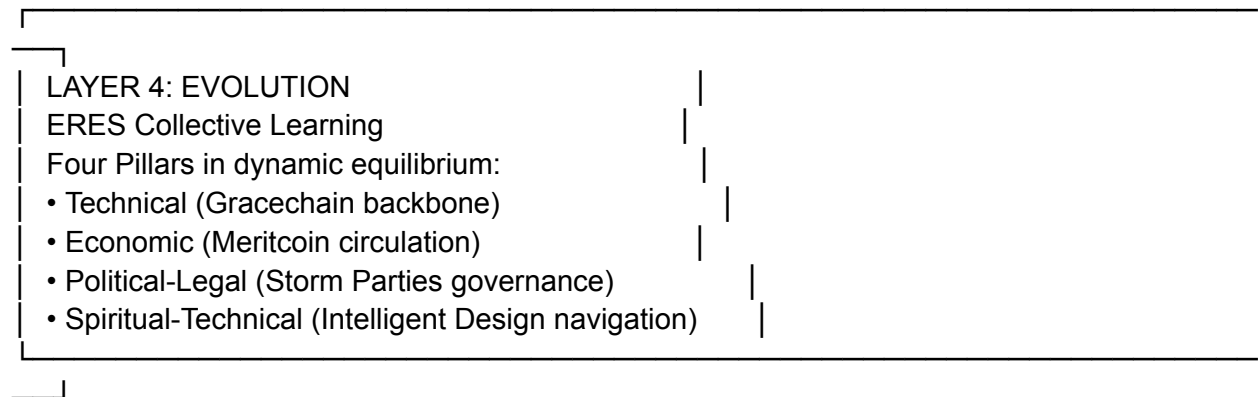 LAYER 4: EVOLUTION
ERES Collective Learning
Four Pillars in dynamic equilibrium:
• Technical (Gracechain backbone)
• Economic (Meritcoin circulation)
• Political-Legal (Storm Parties governance)
• Spiritual-Technical (Intelligent Design navigation)